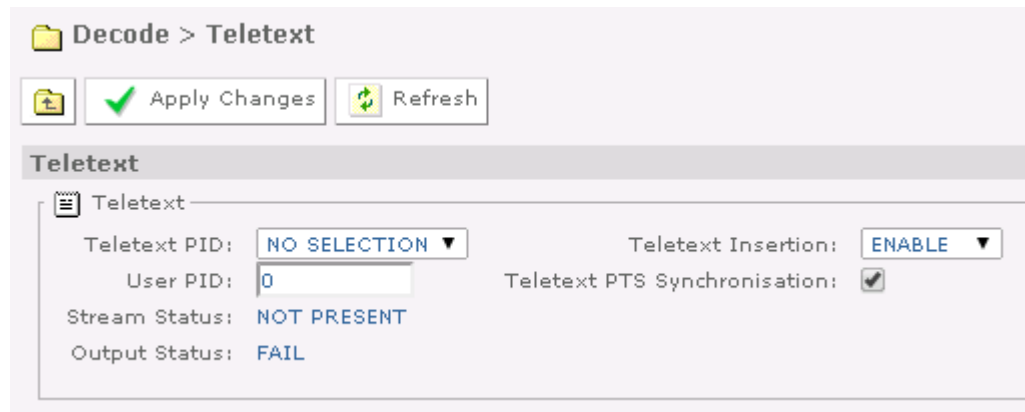 Decode > Teletext
Apply Changes Refresh
Teletext
Teletext
Teletext PID: NO SELECTION Teletext Insertion: ENABLE
User PID: 0 Teletext PTS Synchronisation:
Stream Status: NOT PRESENT
Output Status: FAIL